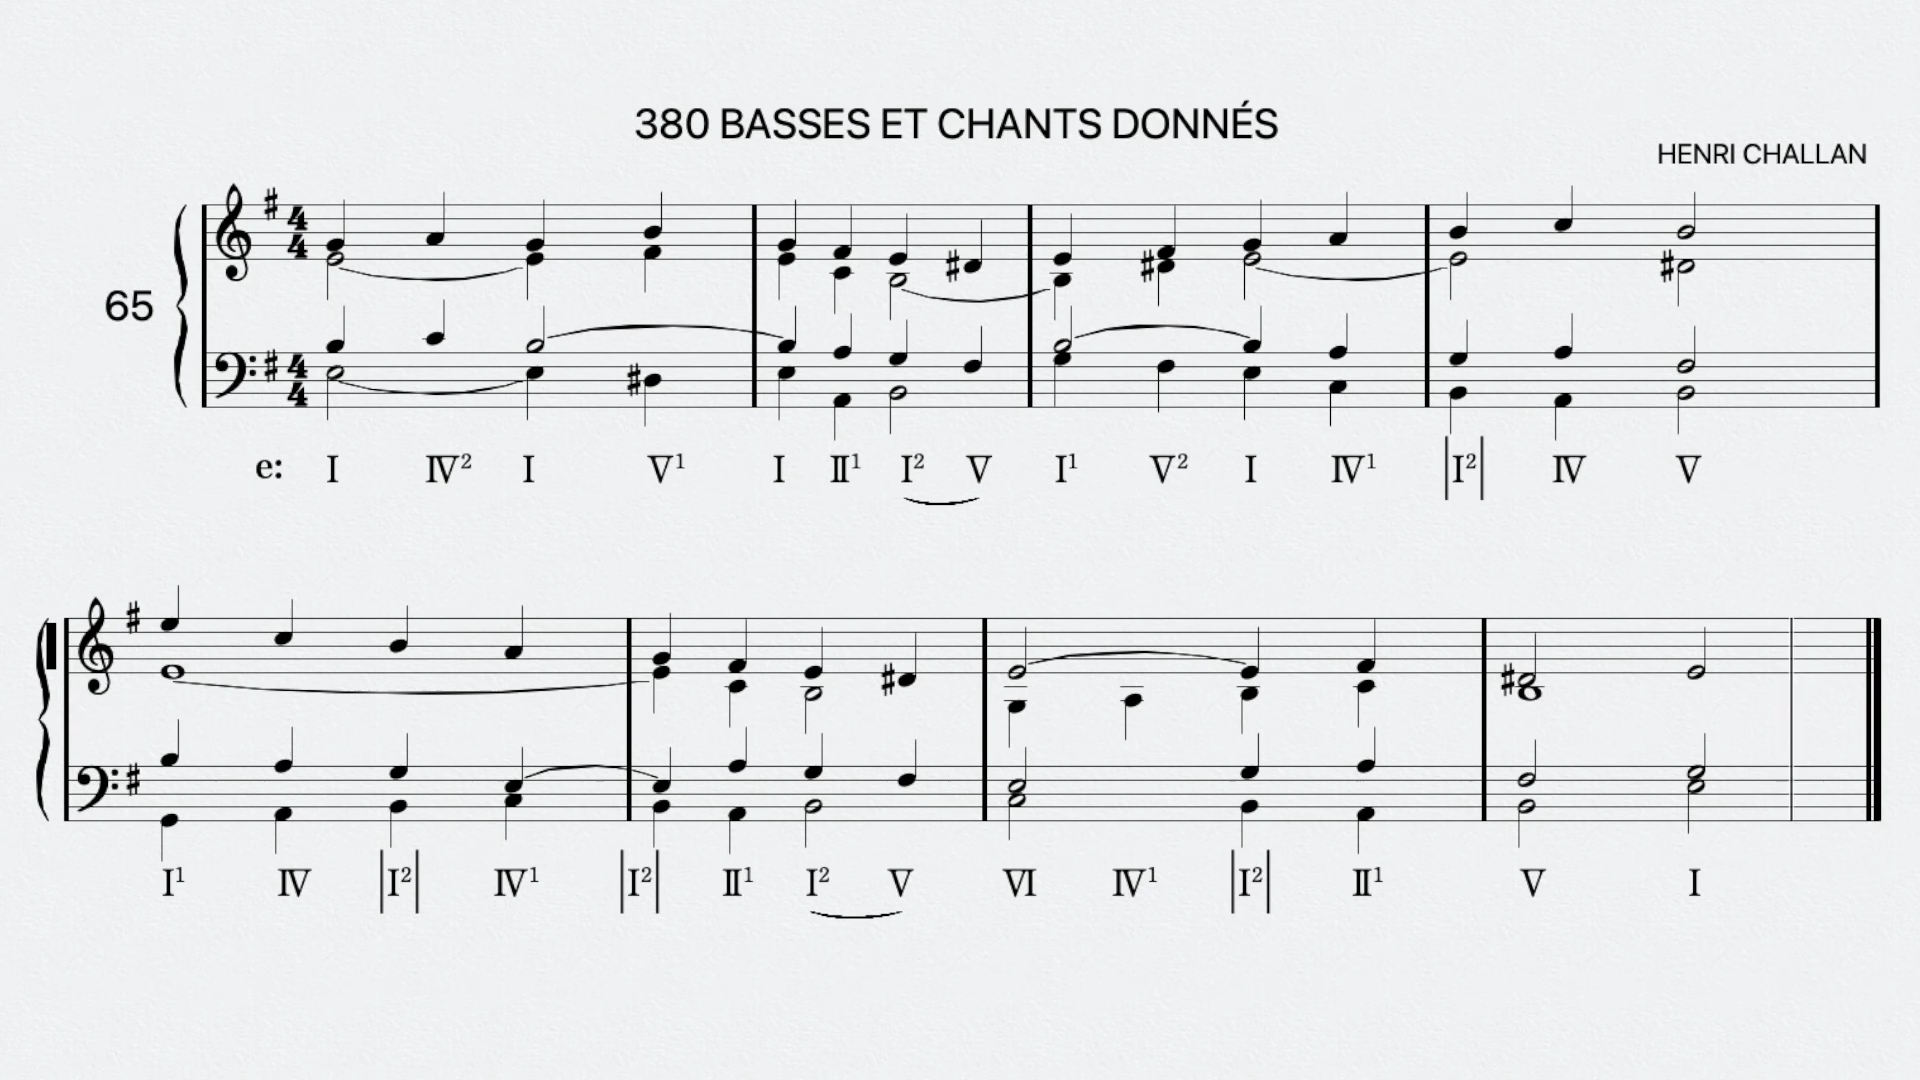 380 BASSES ET CHANTS DONNÉS
HENRI CHALLAN
65
e: I IV² I V¹ I II¹ I² V I¹ V² I IV¹ |I²| IV V
I¹ IV |I²| IV¹ |I²| II¹ I² V VI IV¹ |I²| II¹ V I